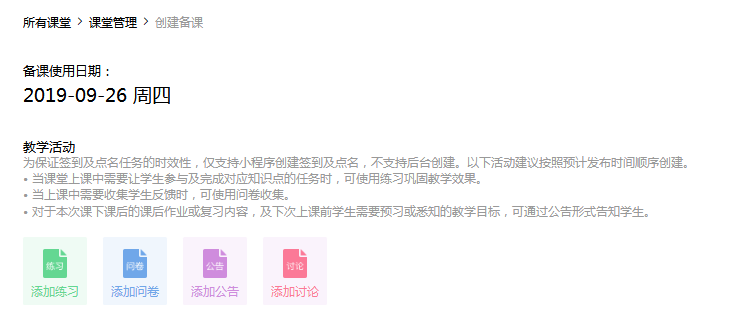 所有课堂 > 课堂管理 > 创建备课
备课使用日期：
2019-09-26 周四
教学活动
为保证签到及点名任务的时效性，仅支持小程序创建签到及点名，不支持后台创建。以下活动建议按照预计发布时间顺序创建。
• 当课堂上课中需要让学生参与及完成对应知识点的任务时，可使用练习巩固教学效果。
• 当上课中需要收集学生反馈时，可使用问卷收集。
• 对于本次课下课后的课后作业或复习内容，及下次上课前学生需要预习或悉知的教学目标，可通过公告形式告知学生。
练习 问卷 公告 讨论
添加练习 添加问卷 添加公告 添加讨论